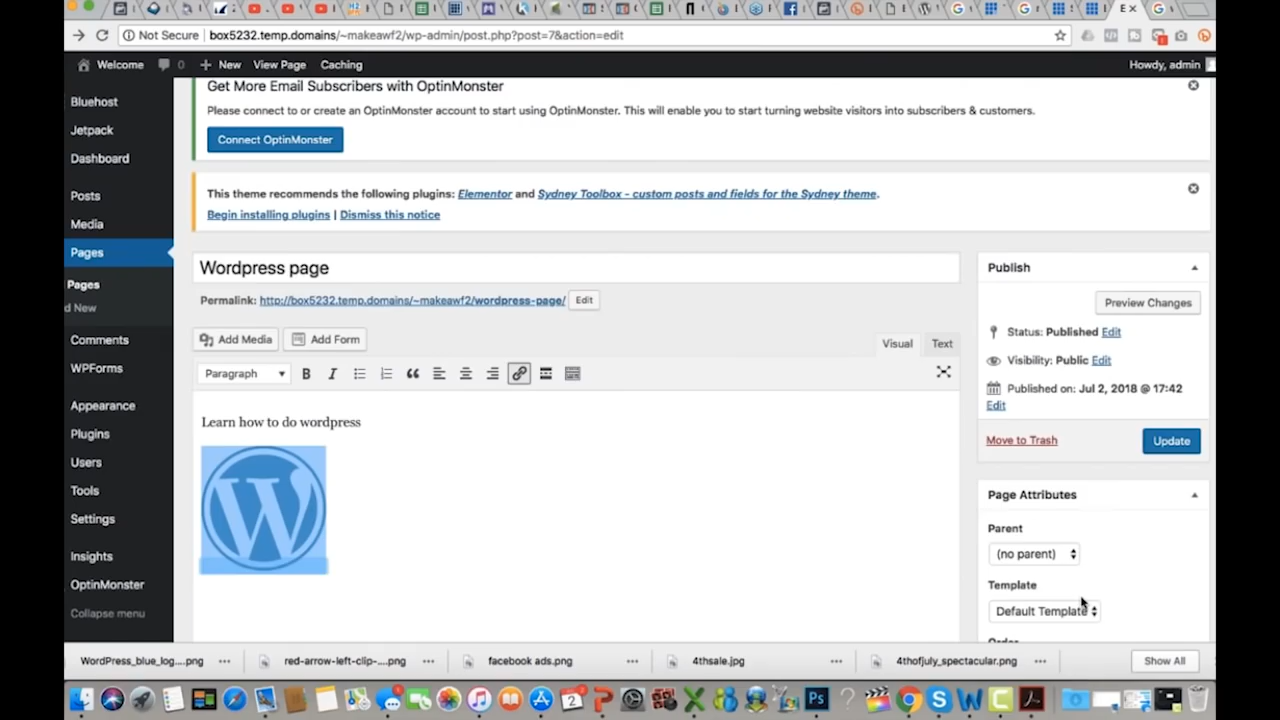 Not Secure box5232.temp.domains/~makeawf2/wp-admin/post.php?post=7&action=edit
E X
Welcome 0 New View Page Caching Howdy, admin
Bluehost
Jetpack
Dashboard
Posts
Media
Pages
Pages
d New
Comments
WPForms
Appearance
Plugins
Users
Tools
Settings
Insights
OptinMonster
Collapse menu
Get More Email Subscribers with OptinMonster
Please connect to or create an OptinMonster account to start using OptinMonster. This will enable you to start turning website visitors into subscribers & customers.
Connect OptinMonster
This theme recommends the following plugins: Elementor and Sydney Toolbox - custom posts and fields for the Sydney theme.
Begin installing plugins | Dismiss this notice
Wordpress page
Permalink: http://box5232.temp.domains/~makeawf2/wordpress-page/ Edit
Add Media Add Form
Visual Text
Paragraph B I
Learn how to do wordpress
W
Publish
Preview Changes
Status: Published Edit
Visibility: Public Edit
Published on: Jul 2, 2018 @ 17:42
Edit
Move to Trash Update
Page Attributes
Parent
(no parent)
Template
Default Template
Order
WordPress_blue_log....png red-arrow-left-clip-....png facebook ads.png 4thsale.jpg 4thofjuly_spectacular.png Show All